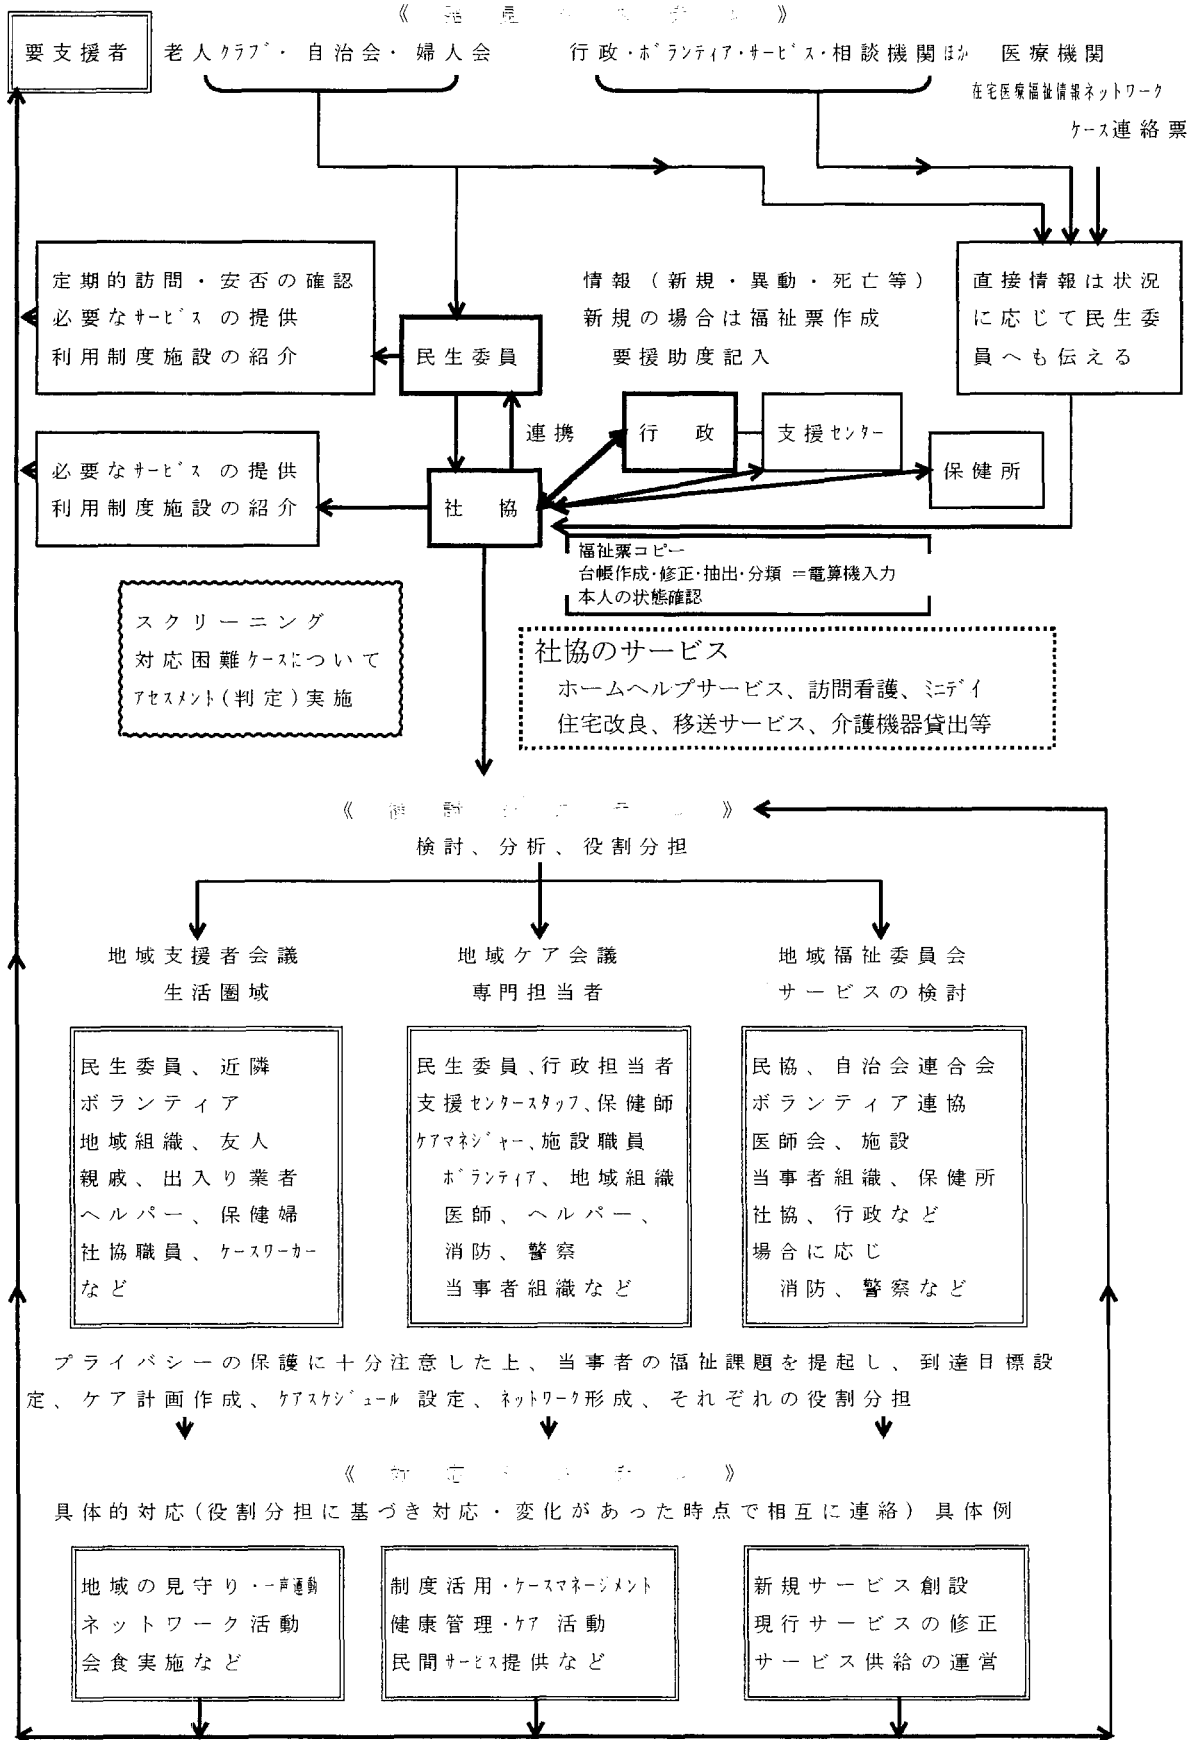 《 発 見 シ ス テ ム 》
要支援者 老人クラブ・自治会・婦人会 行政・ボランティア・サービス・相談機関ほか 医療機関
在宅医療福祉情報ネットワーク
ケース連絡票
定期的訪問・安否の確認
必要なサービスの提供
利用制度施設の紹介
民生委員
情報(新規・異動・死亡等)
新規の場合は福祉票作成
要援助度記入
直接情報は状況
に応じて民生委
員へも伝える
必要なサービスの提供
利用制度施設の紹介
社 協
連携
行 政
支援センター
保健所
福祉票コピー
台帳作成・修正・抽出・分類 =電算機入力
本人の状態確認
スクリーニング
対応困難ケースについて
アセスメント(判定)実施
社協のサービス
ホームヘルプサービス、訪問看護、ミニデイ
住宅改良、移送サービス、介護機器貸出等
《 検 討 シ ス テ ム 》
検討、分析、役割分担
地域支援者会議
生活圏域
地域ケア会議
専門担当者
地域福祉委員会
サービスの検討
民生委員、近隣
ボランティア
地域組織、友人
親戚、出入り業者
ヘルパー、保健婦
社協職員、ケースワーカー
など
民生委員、行政担当者
支援センタースタッフ、保健師
ケアマネジャー、施設職員
ボランティア、地域組織
医師、ヘルパー、
消防、警察
当事者組織など
民協、自治会連合会
ボランティア連協
医師会、施設
当事者組織、保健所
社協、行政など
場合に応じ
消防、警察など
プライバシーの保護に十分注意した上、当事者の福祉課題を提起し、到達目標設
定、ケア計画作成、ケアスケジュール設定、ネットワーク形成、それぞれの役割分担
《 対 応 シ ス テ ム 》
具体的対応(役割分担に基づき対応・変化があった時点で相互に連絡) 具体例
地域の見守り・一声運動
ネットワーク活動
会食実施など
制度活用・ケースマネージメント
健康管理・ケア活動
民間サービス提供など
新規サービス創設
現行サービスの修正
サービス供給の運営